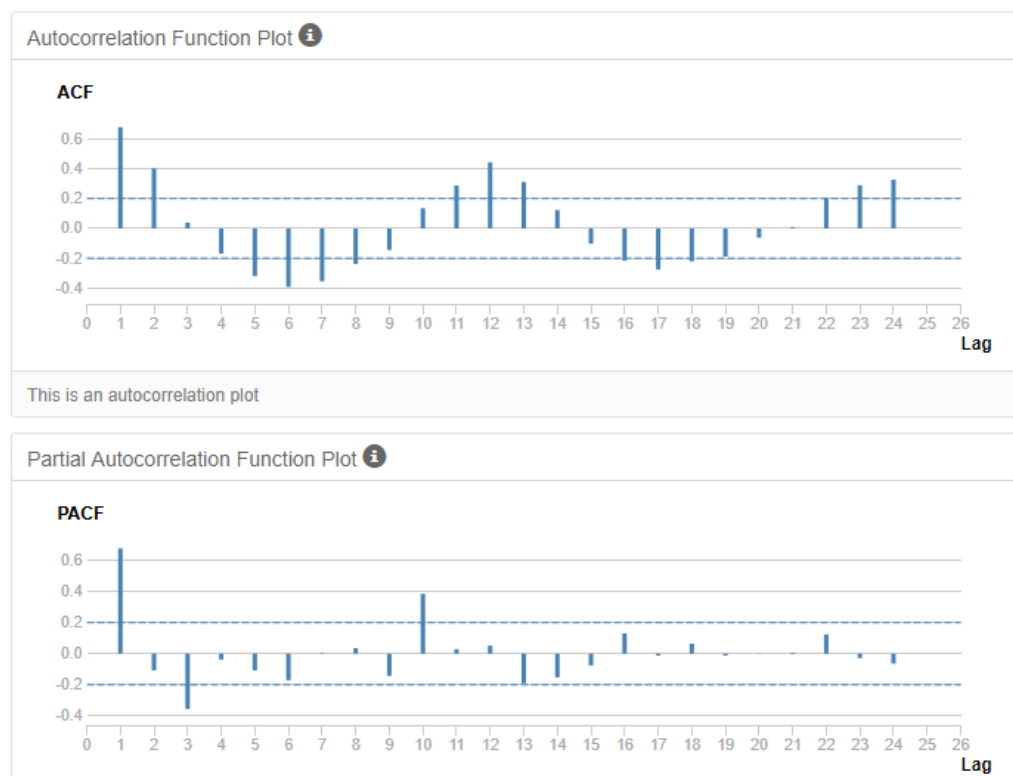 Autocorrelation Function Plot
ACF
0.6
0.4
0.2
0.0
-0.2
-0.4
0 1 2 3 4 5 6 7 8 9 10 11 12 13 14 15 16 17 18 19 20 21 22 23 24 25 26
Lag
This is an autocorrelation plot
Partial Autocorrelation Function Plot
PACF
0.6
0.4
0.2
0.0
-0.2
-0.4
0 1 2 3 4 5 6 7 8 9 10 11 12 13 14 15 16 17 18 19 20 21 22 23 24 25 26
Lag